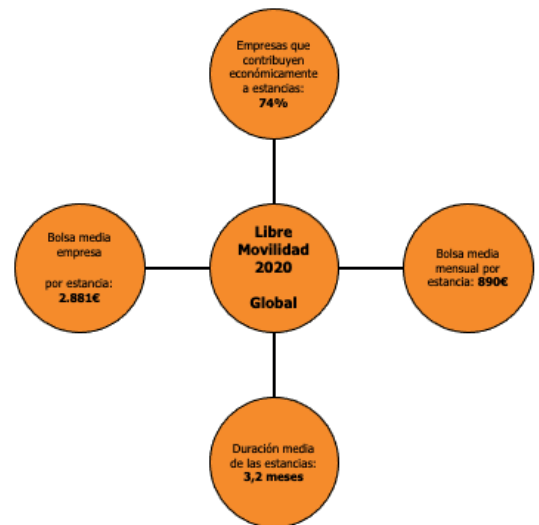 Empresas que
contribuyen
económicamente
a estancias:
74%
Bolsa media
empresa
por estancia:
2.881€
Libre
Movilidad
2020
Global
Bolsa media
mensual por
estancia: 890€
Duración media
de las estancias:
3,2 meses